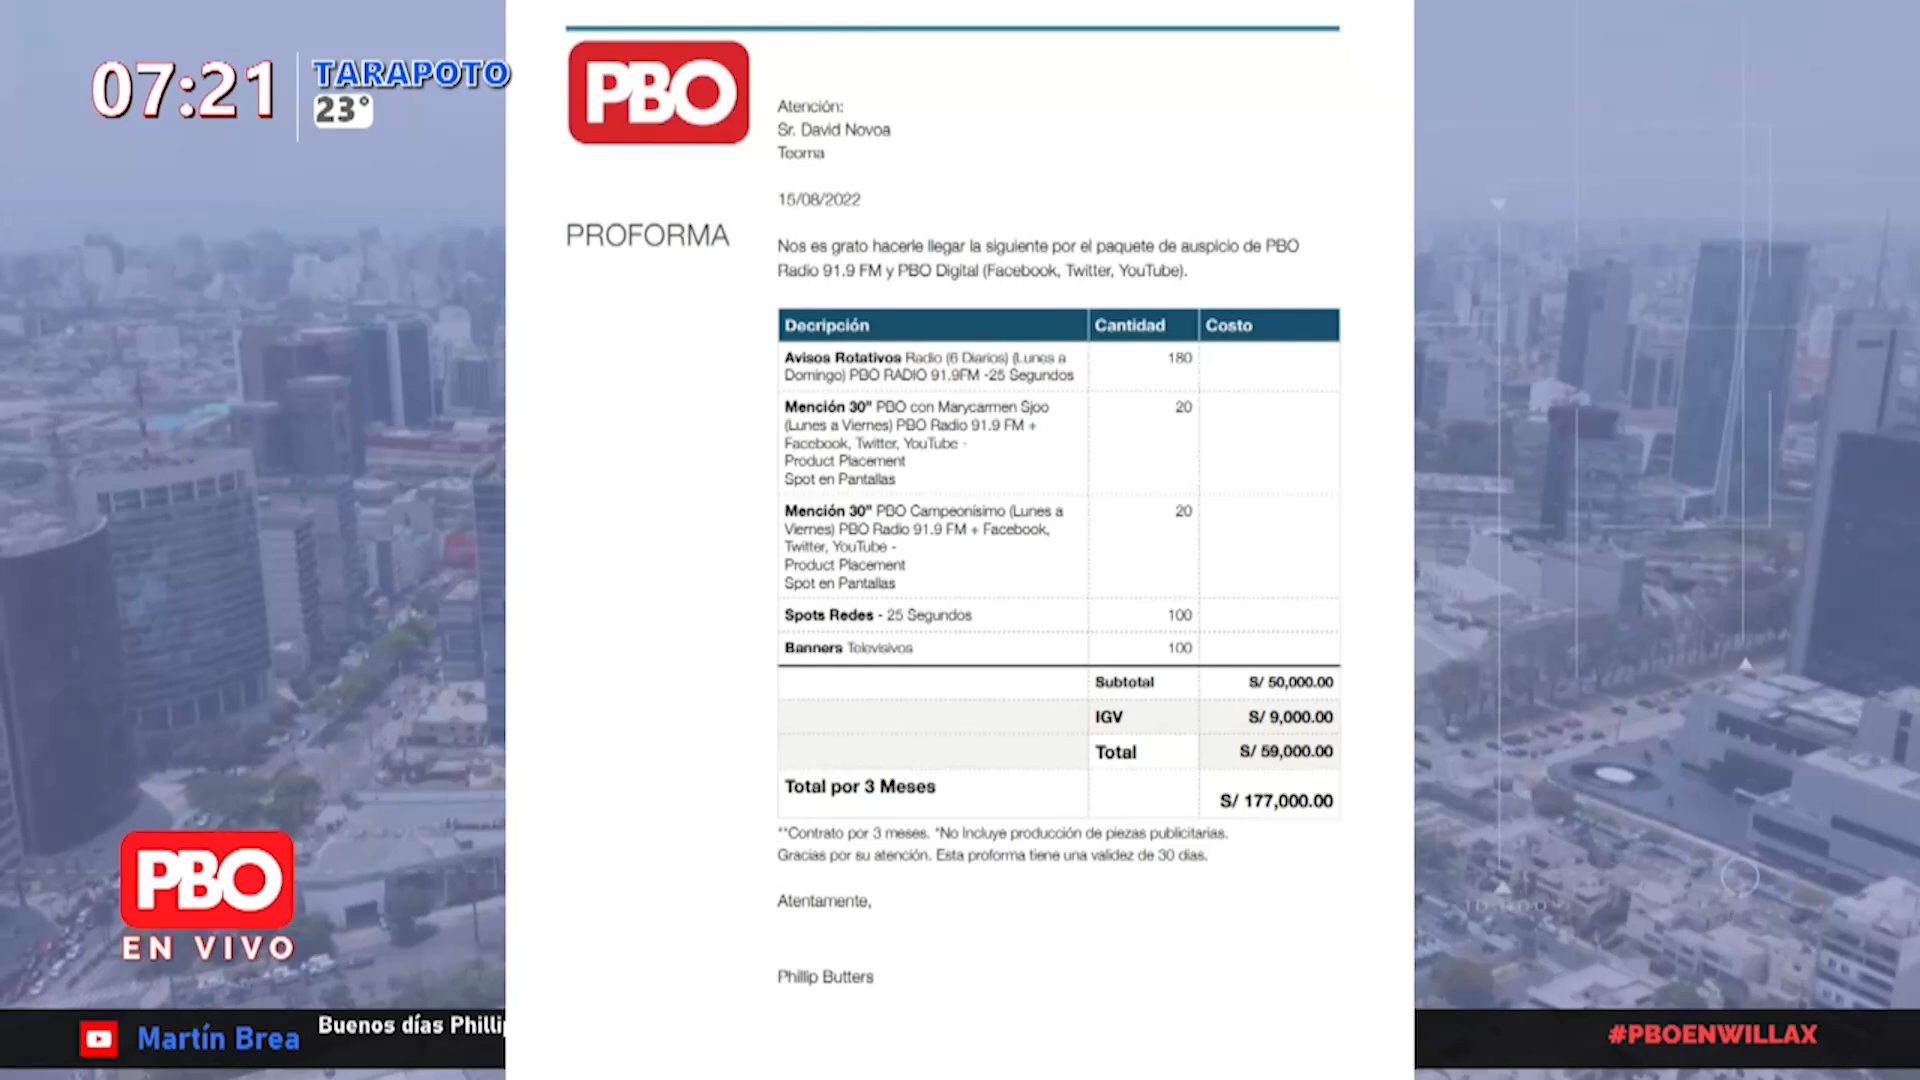 07:21
TARAPOTO
23°
PBO
Atención:
Sr. David Novoa
Teoma
15/08/2022
PROFORMA
Nos es grato hacerle llegar la siguiente por el paquete de auspicio de PBO
Radio 91.9 FM y PBO Digital (Facebook, Twitter, YouTube).
Decripción Cantidad Costo
Avisos Rotativos Radio (6 Diarios) (Lunes a 180
Domingo) PBO RADIO 91.9FM -25 Segundos
Mención 30" PBO con Marycarmen Sjoo 20
(Lunes a Viernes) PBO Radio 91.9 FM +
Facebook, Twitter, YouTube -
Product Placement
Spot en Pantallas
Mención 30" PBO Campeonísimo (Lunes a 20
Viernes) PBO Radio 91.9 FM + Facebook,
Twitter, YouTube -
Product Placement
Spot en Pantallas
Spots Redes - 25 Segundos 100
Banners Televisivos 100
Subtotal S/ 50,000.00
IGV S/ 9,000.00
Total S/ 59,000.00
Total por 3 Meses
S/ 177,000.00
**Contrato por 3 meses. *No Incluye producción de piezas publicitarias.
Gracias por su atención. Esta proforma tiene una validez de 30 días.
Atentamente,
Phillip Butters
PBO
EN VIVO
Martín Brea
Buenos días Philli
#PBOENWILLAX